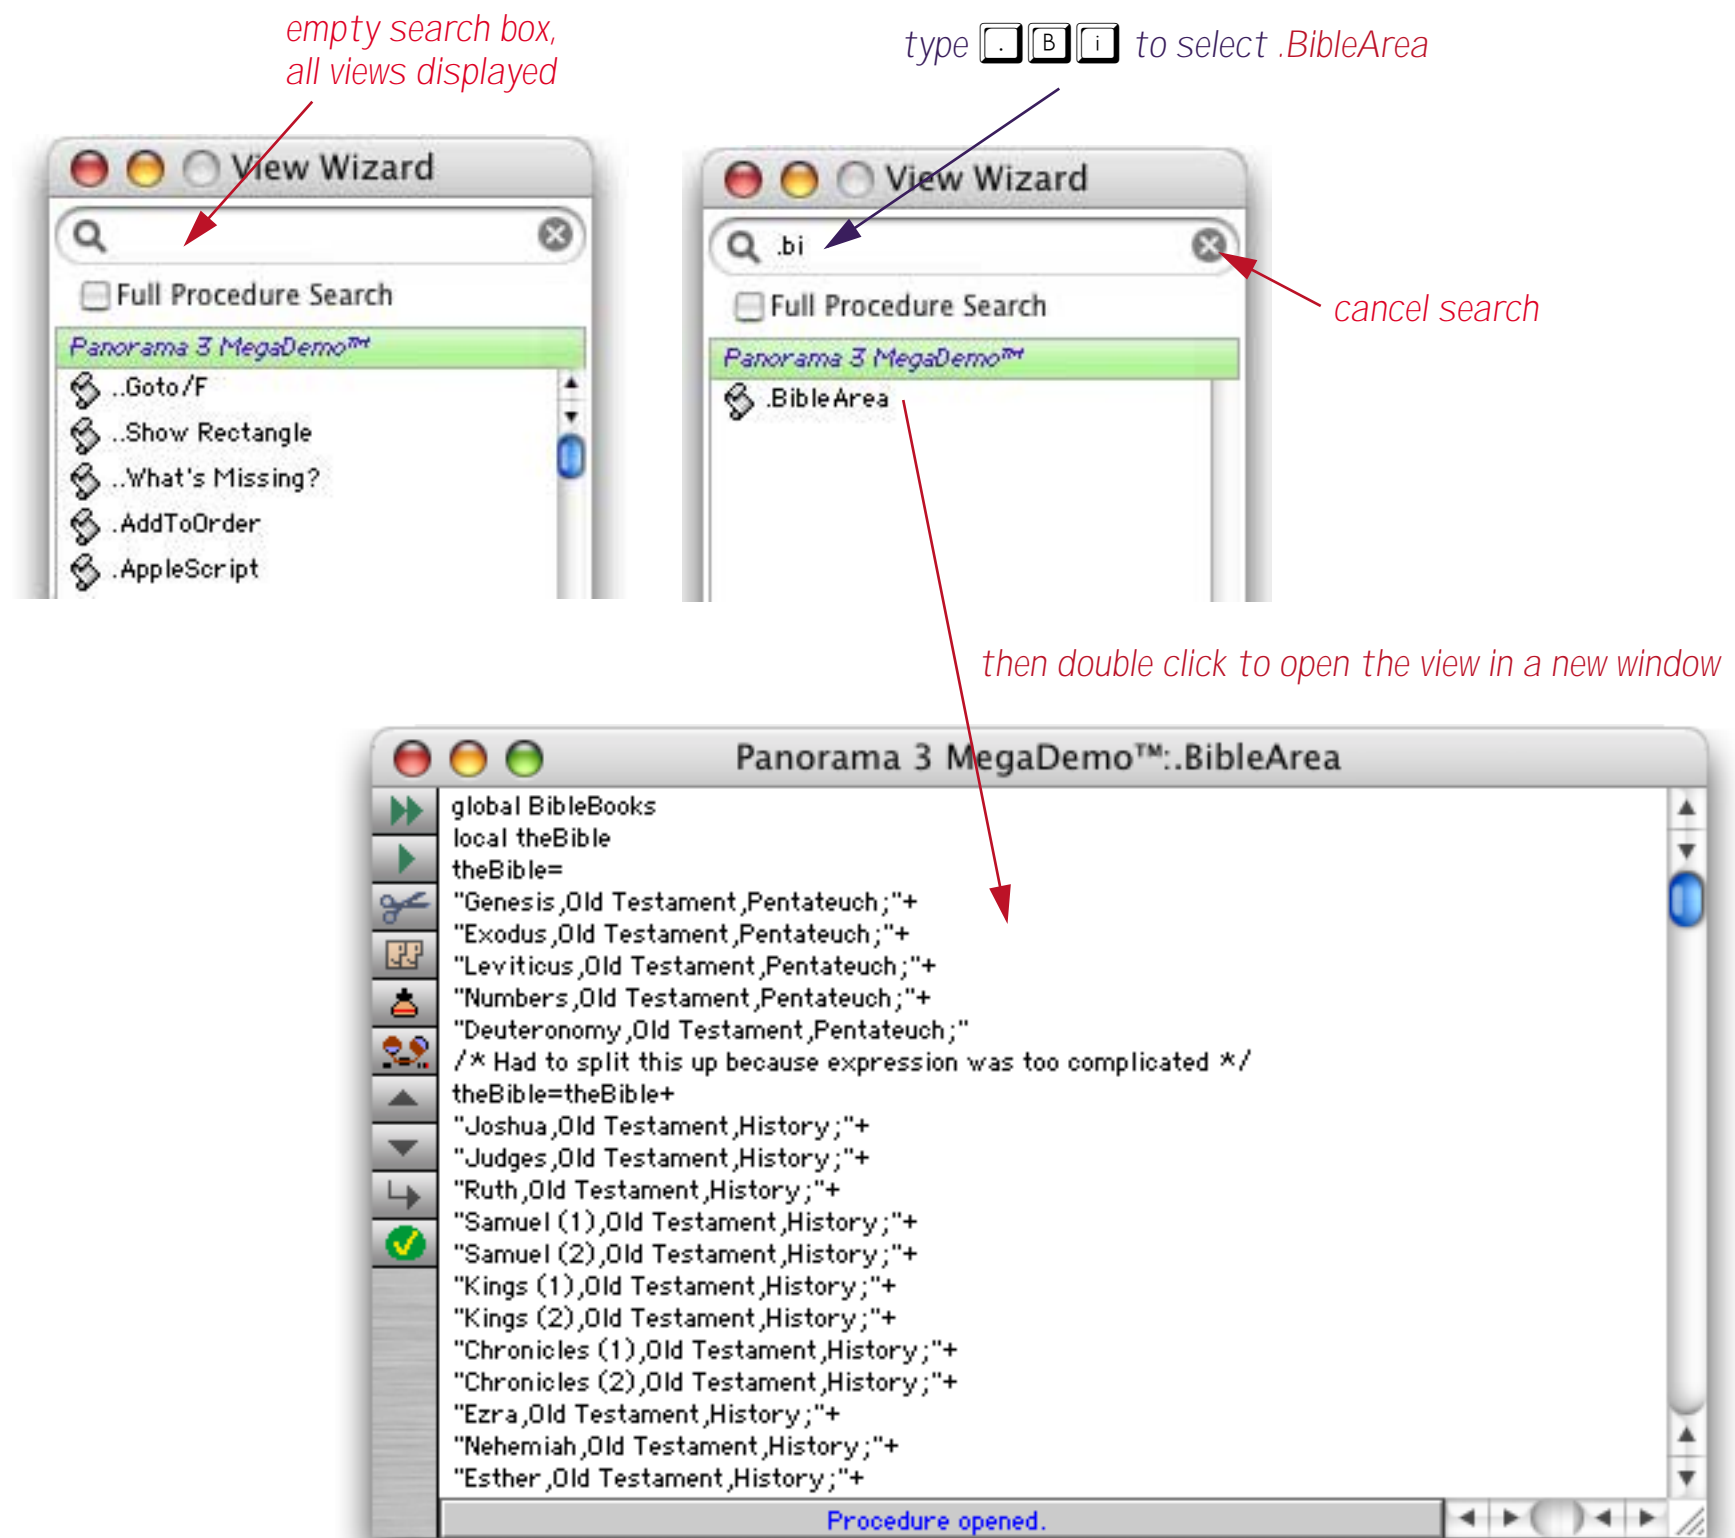 empty search box,
all views displayed
type . B i to select .BibleArea
View Wizard
Full Procedure Search
Panorama 3 MegaDemo™
..Goto/F
..Show Rectangle
..What's Missing?
.AddToOrder
.AppleScript
View Wizard
.bi
Full Procedure Search
Panorama 3 MegaDemo™
.BibleArea
cancel search
then double click to open the view in a new window
Panorama 3 MegaDemo™:.BibleArea
global BibleBooks
local theBible
theBible=
"Genesis,Old Testament,Pentateuch;"+
"Exodus,Old Testament,Pentateuch;"+
"Leviticus,Old Testament,Pentateuch;"+
"Numbers,Old Testament,Pentateuch;"+
"Deuteronomy,Old Testament,Pentateuch;"
/* Had to split this up because expression was too complicated */
theBible=theBible+
"Joshua,Old Testament,History;"+
"Judges,Old Testament,History;"+
"Ruth,Old Testament,History;"+
"Samuel (1),Old Testament,History;"+
"Samuel (2),Old Testament,History;"+
"Kings (1),Old Testament,History;"+
"Kings (2),Old Testament,History;"+
"Chronicles (1),Old Testament,History;"+
"Chronicles (2),Old Testament,History;"+
"Ezra,Old Testament,History;"+
"Nehemiah,Old Testament,History;"+
"Esther,Old Testament,History;"+
Procedure opened.